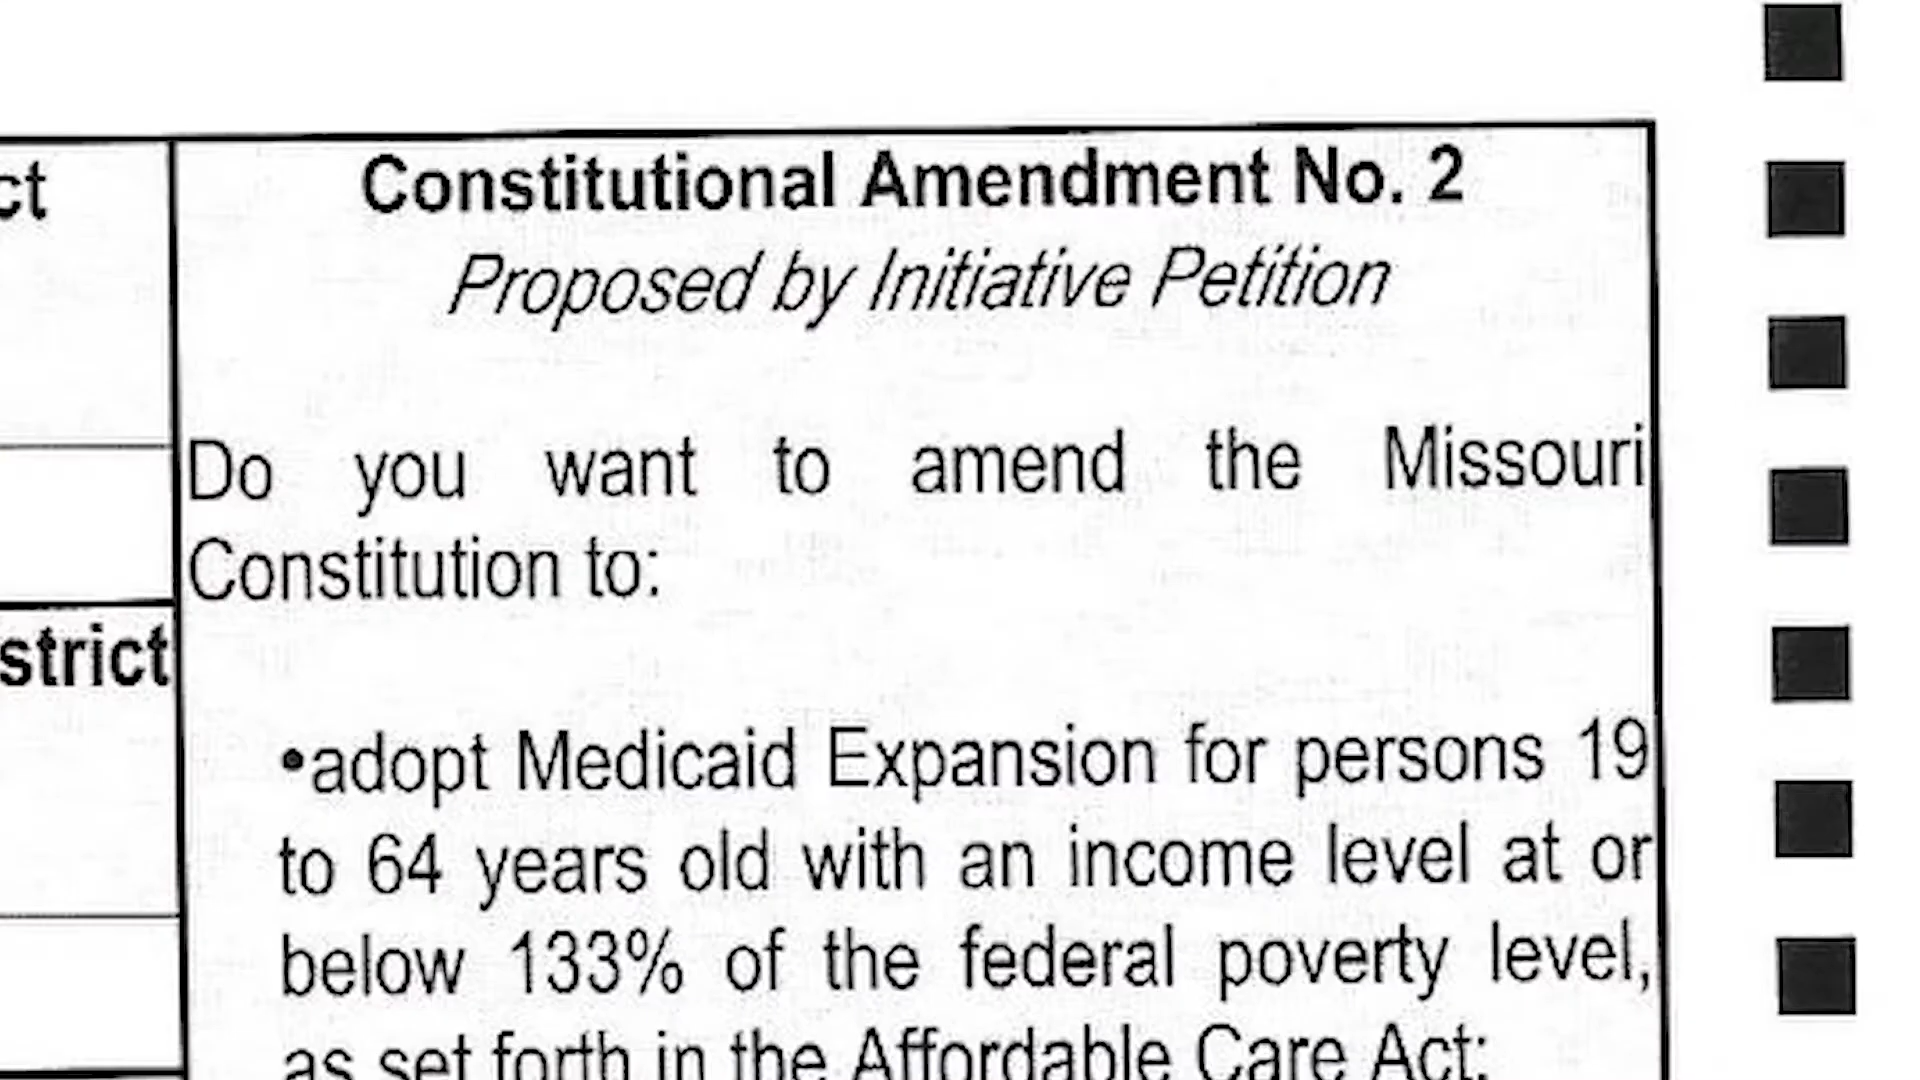 ct
strict
Constitutional Amendment No. 2
Proposed by Initiative Petition
Do you want to amend the Missouri
Constitution to:
•adopt Medicaid Expansion for persons 19
to 64 years old with an income level at or
below 133% of the federal poverty level,
as set forth in the Affordable Care Act;